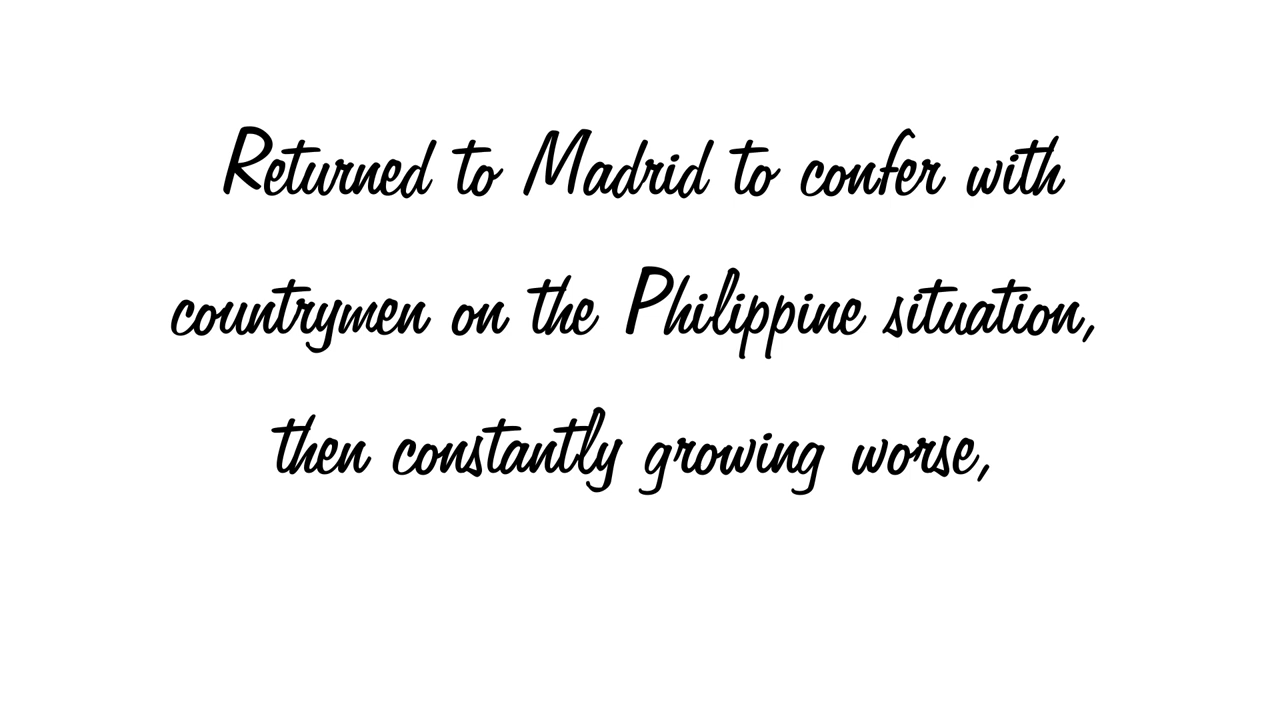 Returned to Madrid to confer with
countrymen on the Philippine situation,
then constantly growing worse,